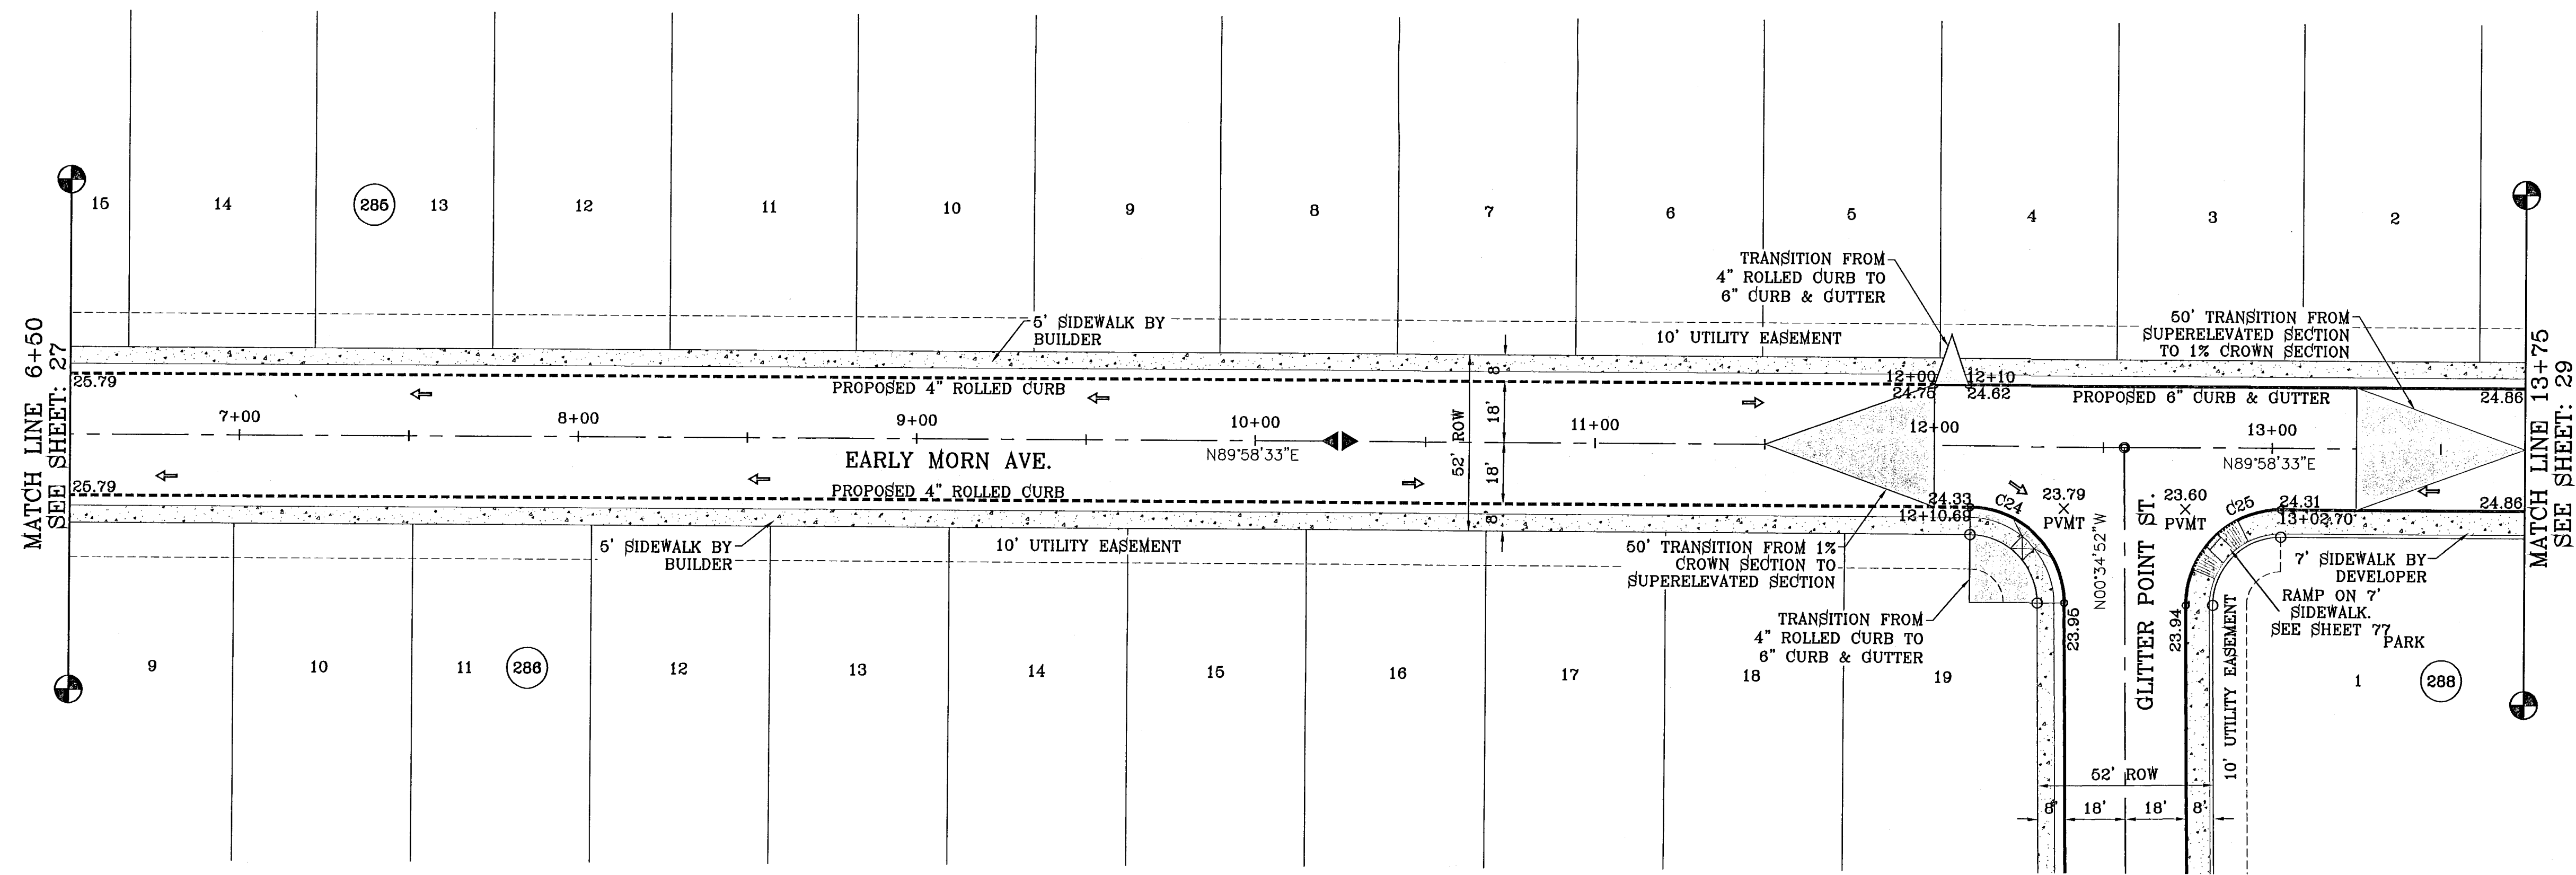 15
14
285
13
12
11
10
9
8
7
6
5
4
3
2
TRANSITION FROM
4" ROLLED CURB TO
6" CURB & GUTTER
50' TRANSITION FROM
SUPERELEVATED SECTION
TO 1% CROWN SECTION
MATCH LINE 6+50
SEE SHEET: 27
5' SIDEWALK BY
BUILDER
10' UTILITY EASEMENT
MATCH LINE 13+75
SEE SHEET: 29
25.79
PROPOSED 4" ROLLED CURB
8'
12+00
12+10
24.75
24.62
PROPOSED 6" CURB & GUTTER
24.86
7+00
8+00
9+00
10+00
11+00
12+00
13+00
52' ROW
18'
18'
8'
N89°58'33"E
N89°58'33"E
EARLY MORN AVE.
25.79
PROPOSED 4" ROLLED CURB
24.33
12+10.69
C24
23.79
PVMT
23.60
PVMT
C25
24.31
13+02.70
24.86
5' SIDEWALK BY
BUILDER
10' UTILITY EASEMENT
50' TRANSITION FROM 1%
CROWN SECTION TO
SUPERELEVATED SECTION
N00°34'52"W
GLITTER POINT ST.
7' SIDEWALK BY
DEVELOPER
RAMP ON 7'
SIDEWALK.
SEE SHEET 77
PARK
TRANSITION FROM
4" ROLLED CURB TO
6" CURB & GUTTER
23.95
23.94
10' UTILITY EASEMENT
9
10
11
286
12
13
14
15
16
17
18
19
1
288
52' ROW
8'
18'
18'
8'